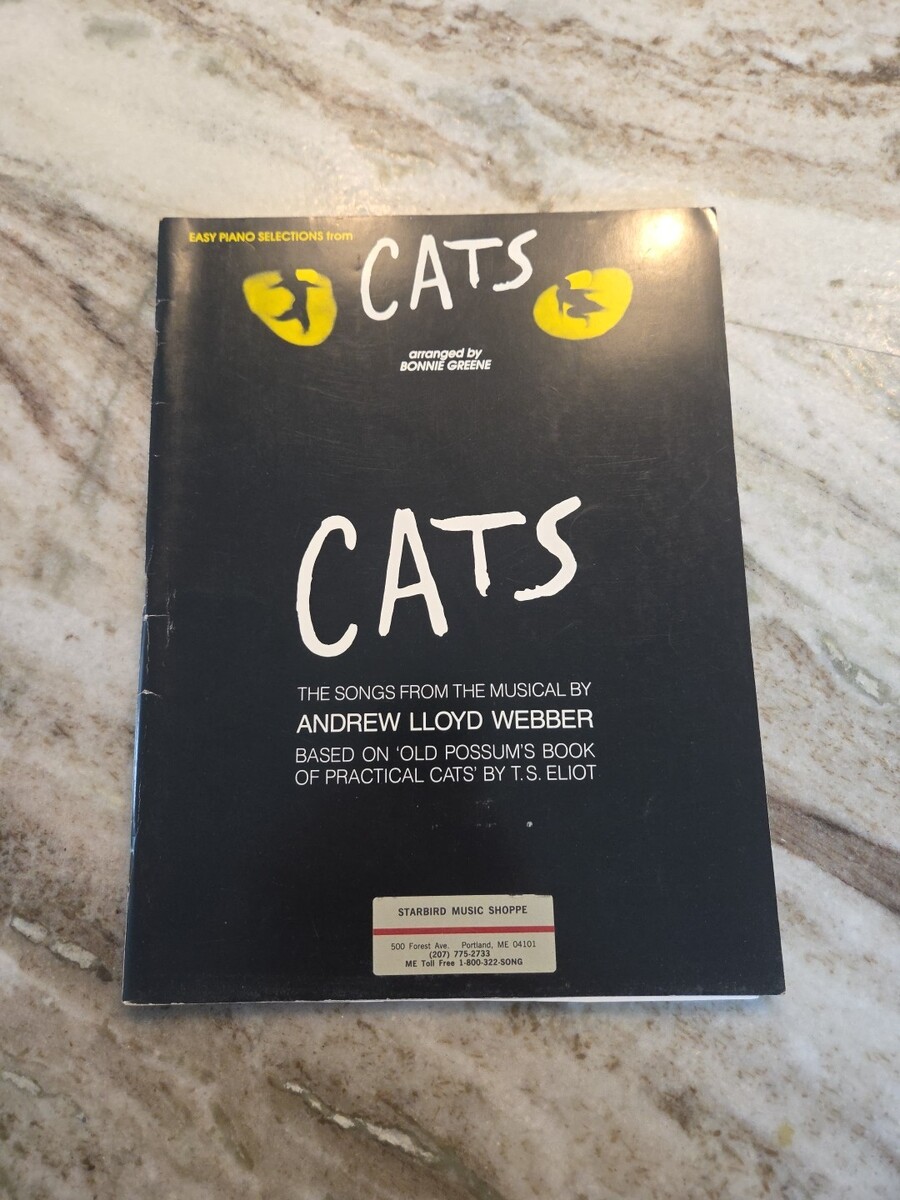 EASY PIANO SELECTIONS from
CATS
arranged by
BONNIE GREENE
CATS
THE SONGS FROM THE MUSICAL BY
ANDREW LLOYD WEBBER
BASED ON ‘OLD POSSUM’S BOOK
OF PRACTICAL CATS’ BY T. S. ELIOT
STARBIRD MUSIC SHOPPE
500 Forest Ave. Portland, ME 04101
(207) 775-2733
ME Toll Free 1-800-322-SONG